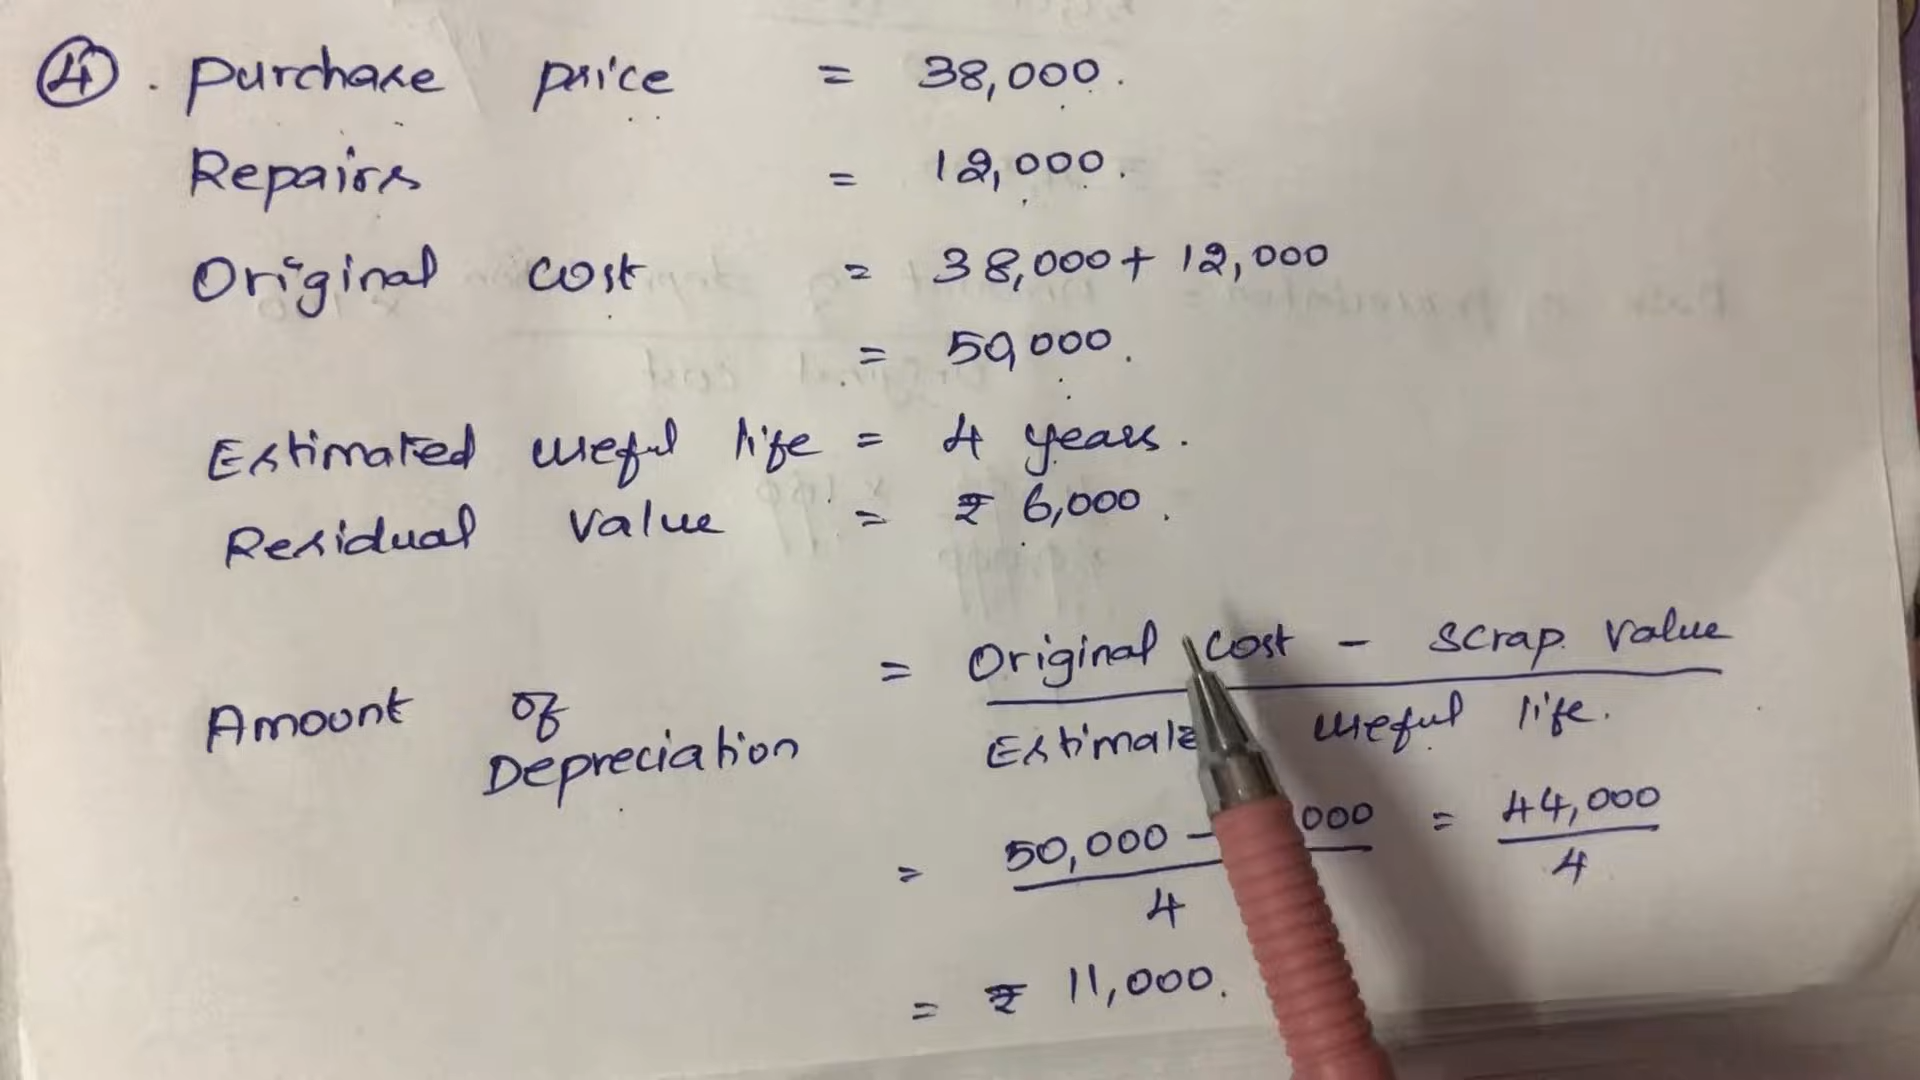 4. Purchase price = 38,000.
Repairs = 12,000.
Original cost = 38,000 + 12,000
= 50,000.
Estimated useful life = 4 years.
Residual value = ₹ 6,000.
Amount of Depreciation = Original cost - Scrap value
Estimate useful life.
= 50,000 - 000 = 44,000
4 4
= ₹ 11,000.